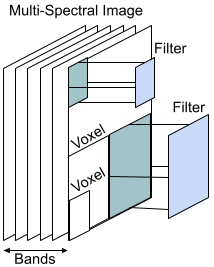 Multi-Spectral Image
Filter
Filter
Voxel
Voxel
Bands